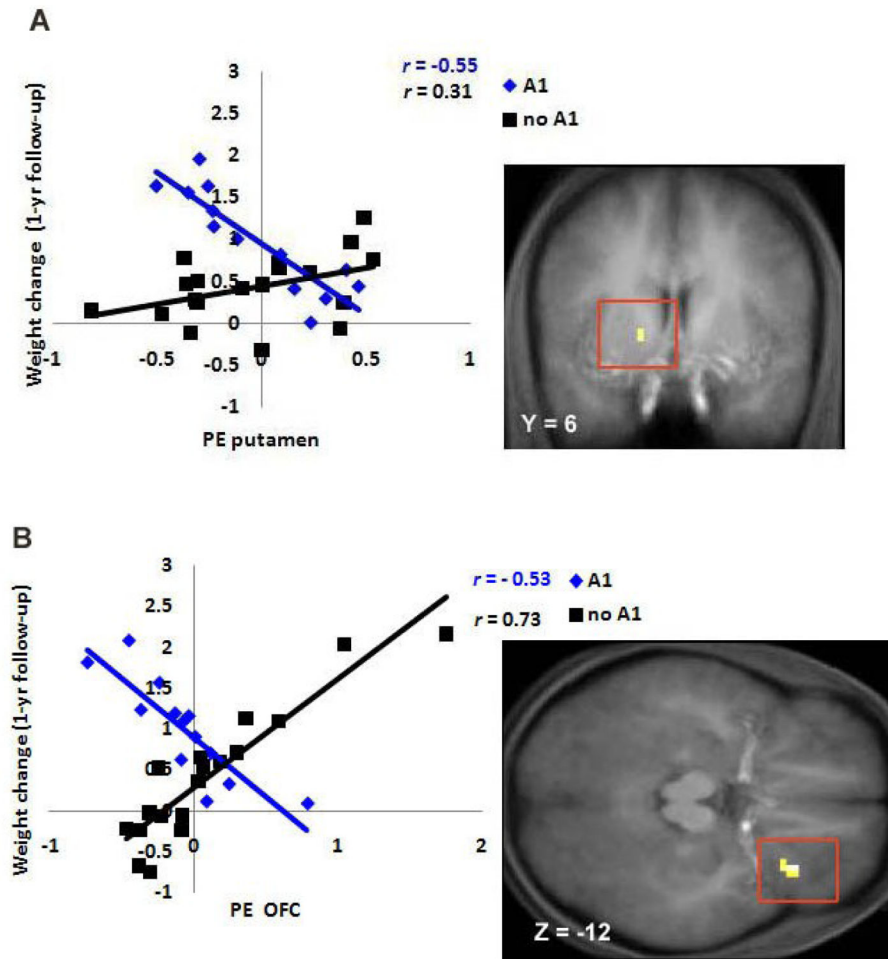 A
r = -0.55
r = 0.31
A1
no A1
3
2.5
2
1.5
1
0.5
0
-0.5
-1
-1
-0.5
0
0.5
1
Weight change (1-yr follow-up)
PE putamen
Y = 6
B
r = - 0.53
r = 0.73
A1
no A1
3
2.5
2
1.5
1
0.5
0
-0.5
-1
-1
0
1
2
Weight change (1-yr follow-up)
PE OFC
Z = -12